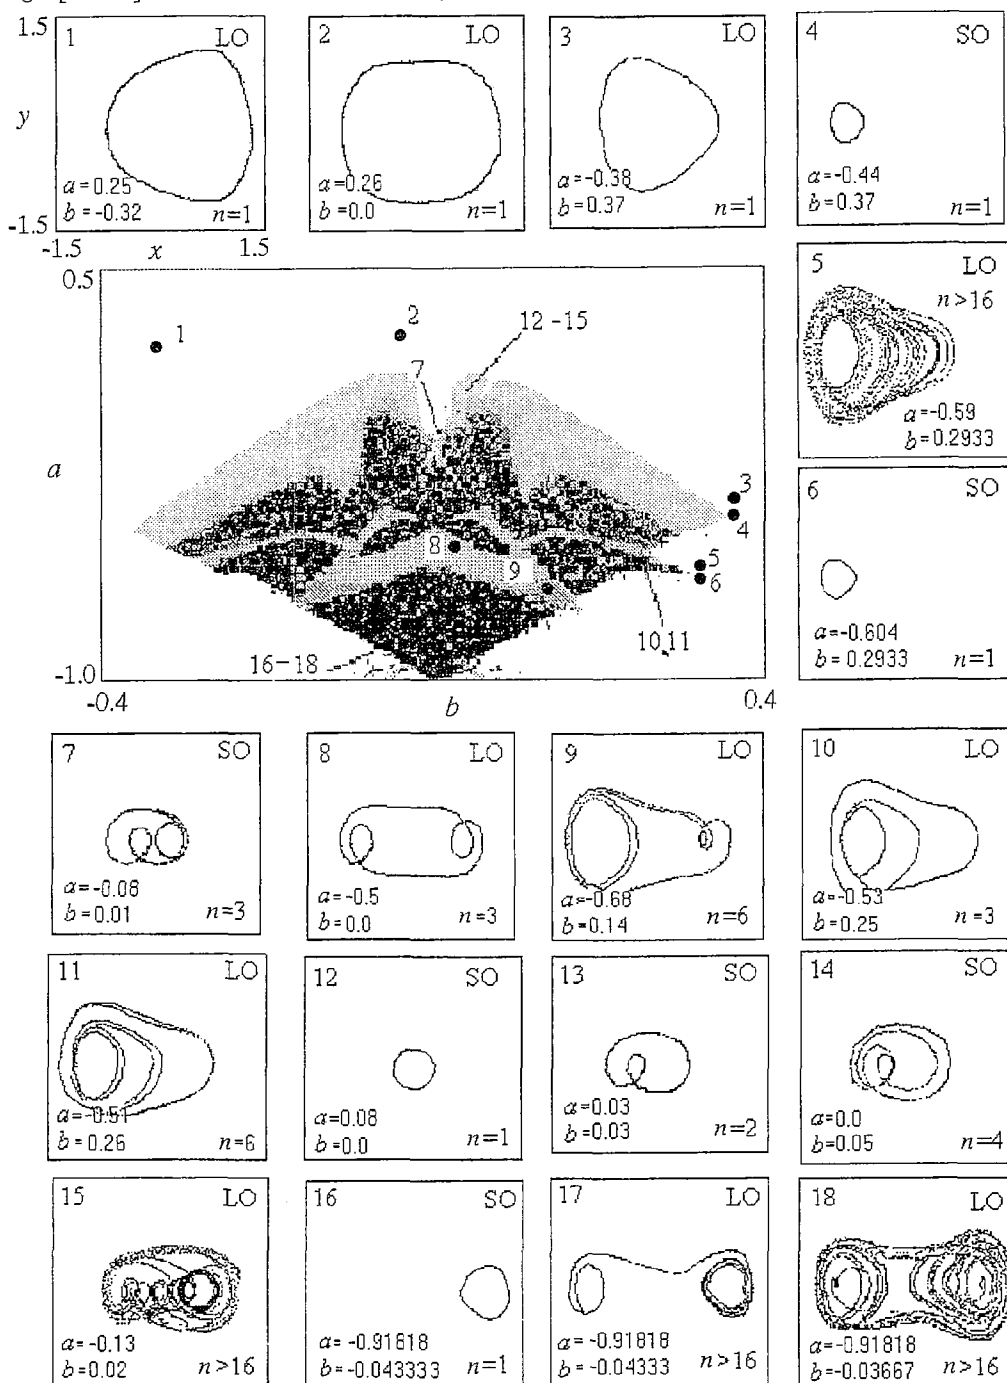 1.5
y
-1.5
-1.5 x 1.5
1 LO
a=0.25
b=-0.32 n=1
2 LO
a=0.26
b=0.0 n=1
3 LO
a=-0.38
b=0.37 n=1
4 SO
a=-0.44
b=0.37 n=1
5 LO
n>16
a=-0.59
b=0.2933
6 SO
a=-0.604
b=0.2933 n=1
0.5
a
-1.0
-0.4 b 0.4
1
2
12-15
7
3
4
8
5
9
6
10,11
16-18
7 SO
a=-0.08
b=0.01 n=3
8 LO
a=-0.5
b=0.0 n=3
9 LO
a=-0.68
b=0.14 n=6
10 LO
a=-0.53
b=0.25 n=3
11 LO
a=-0.51
b=0.26 n=6
12 SO
a=0.08
b=0.0 n=1
13 SO
a=0.03
b=0.03 n=2
14 SO
a=0.0
b=0.05 n=4
15 LO
a=-0.13
b=0.02 n>16
16 SO
a=-0.91818
b=-0.043333 n=1
17 LO
a=-0.91818
b=-0.04333 n>16
18 LO
a=-0.91818
b=-0.03667 n>16